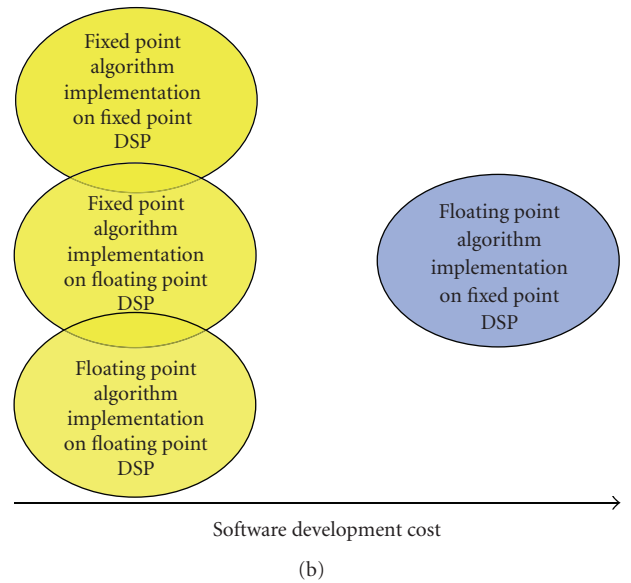 Fixed point
algorithm
implementation
on fixed point
DSP
Fixed point
algorithm
implementation
on floating point
DSP
Floating point
algorithm
implementation
on floating point
DSP
Floating point
algorithm
implementation
on fixed point
DSP
Software development cost
(b)